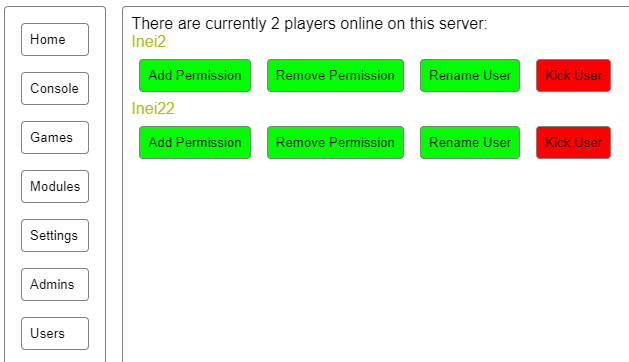 Home
Console
Games
Modules
Settings
Admins
Users
There are currently 2 players online on this server:
Inei2
Add Permission Remove Permission Rename User Kick User
Inei22
Add Permission Remove Permission Rename User Kick User